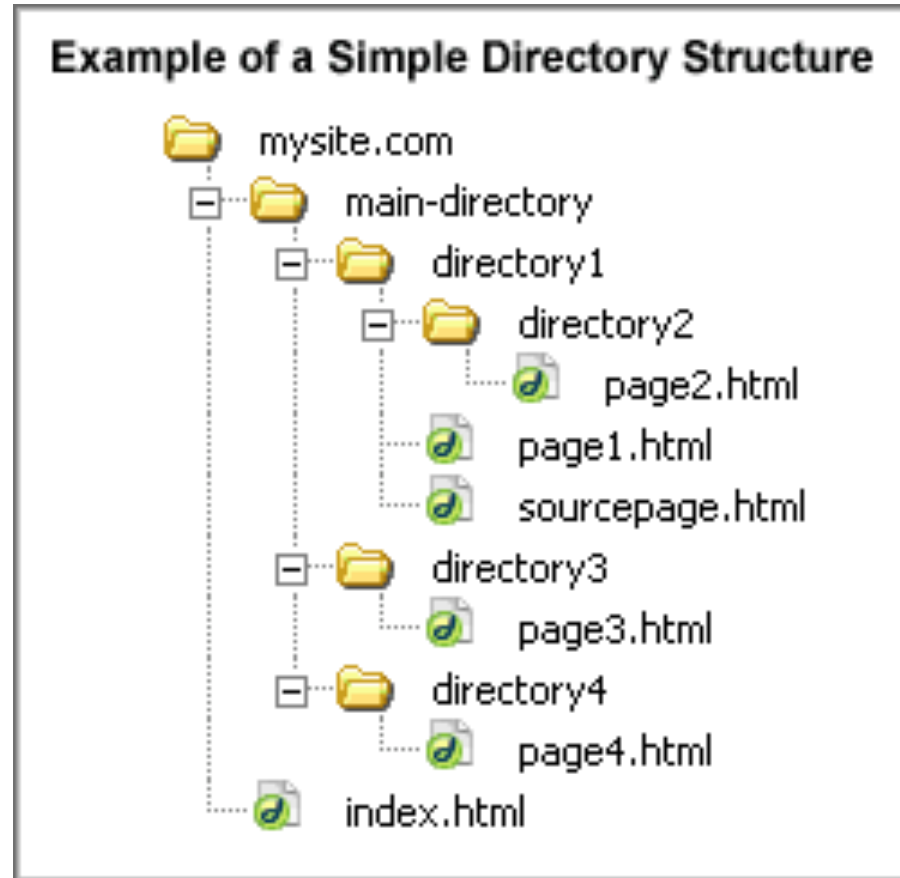 Example of a Simple Directory Structure
mysite.com
main-directory
directory1
directory2
page2.html
page1.html
sourcepage.html
directory3
page3.html
directory4
page4.html
index.html